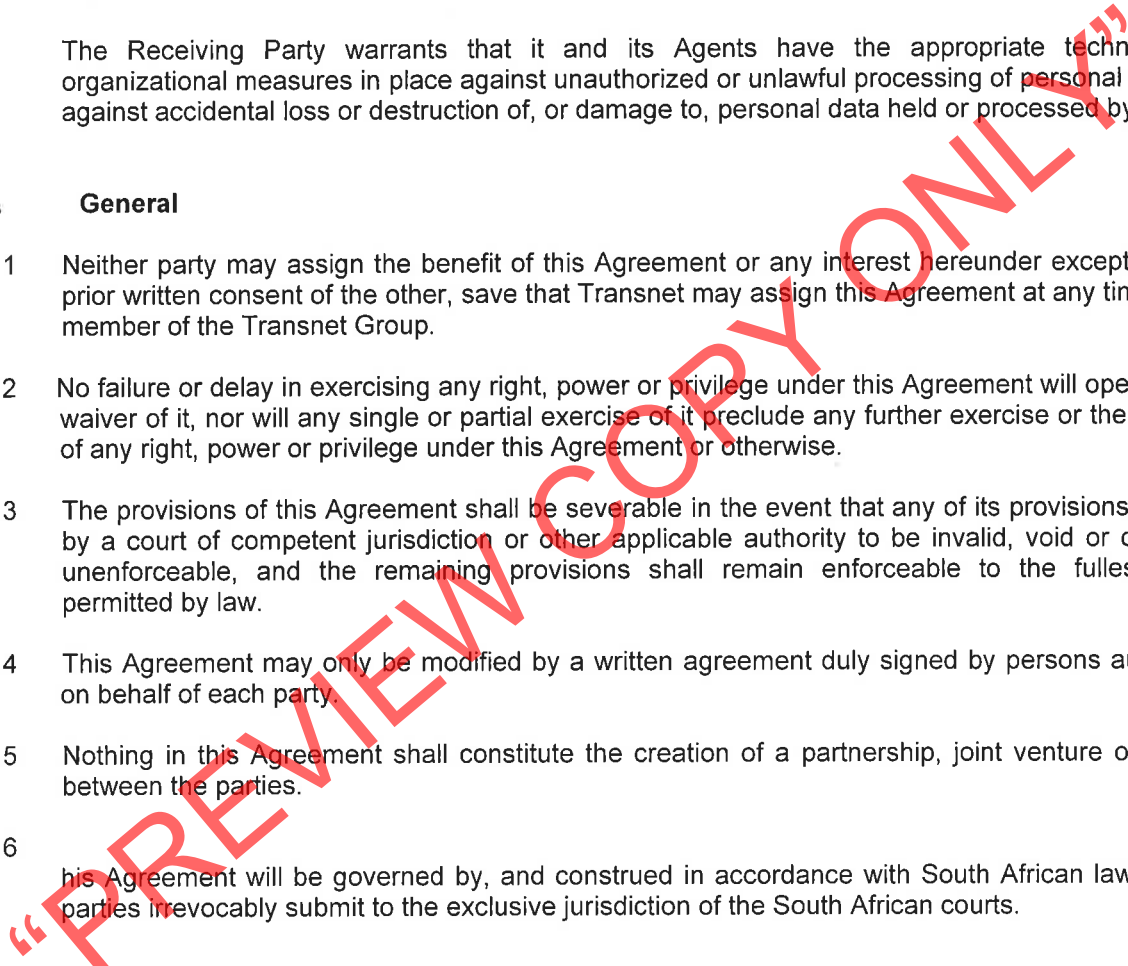 The Receiving Party warrants that it and its Agents have the appropriate techn
organizational measures in place against unauthorized or unlawful processing of personal
against accidental loss or destruction of, or damage to, personal data held or processed by
General
1 Neither party may assign the benefit of this Agreement or any interest hereunder except
prior written consent of the other, save that Transnet may assign this Agreement at any tim
member of the Transnet Group.
2 No failure or delay in exercising any right, power or privilege under this Agreement will ope
waiver of it, nor will any single or partial exercise of it preclude any further exercise or the
of any right, power or privilege under this Agreement or otherwise.
3 The provisions of this Agreement shall be severable in the event that any of its provisions
by a court of competent jurisdiction or other applicable authority to be invalid, void or o
unenforceable, and the remaining provisions shall remain enforceable to the fulles
permitted by law.
4 This Agreement may only be modified by a written agreement duly signed by persons au
on behalf of each party.
5 Nothing in this Agreement shall constitute the creation of a partnership, joint venture o
between the parties.
6
his Agreement will be governed by, and construed in accordance with South African law
parties irrevocably submit to the exclusive jurisdiction of the South African courts.
“PREVIEW COPY ONLY”